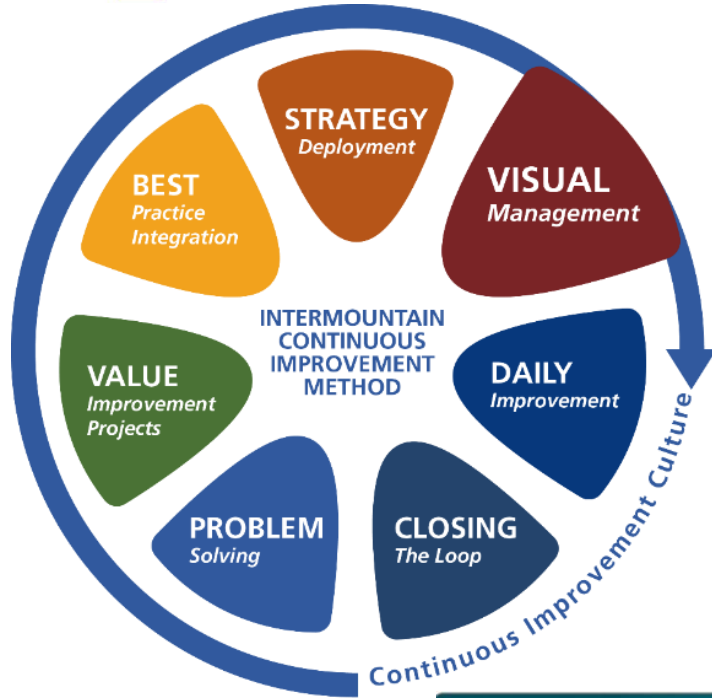 STRATEGY
Deployment
VISUAL
Management
DAILY
Improvement
CLOSING
The Loop
PROBLEM
Solving
VALUE
Improvement
Projects
BEST
Practice
Integration
INTERMOUNTAIN
CONTINUOUS
IMPROVEMENT
METHOD
Continuous Improvement Culture